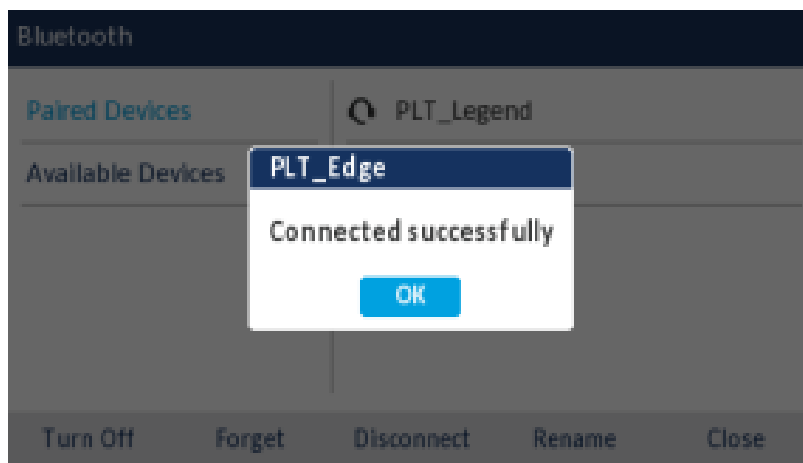 Bluetooth
Paired Devices
PLT_Legend
Available Devices
PLT_Edge
Connected successfully
OK
Turn Off Forget Disconnect Rename Close